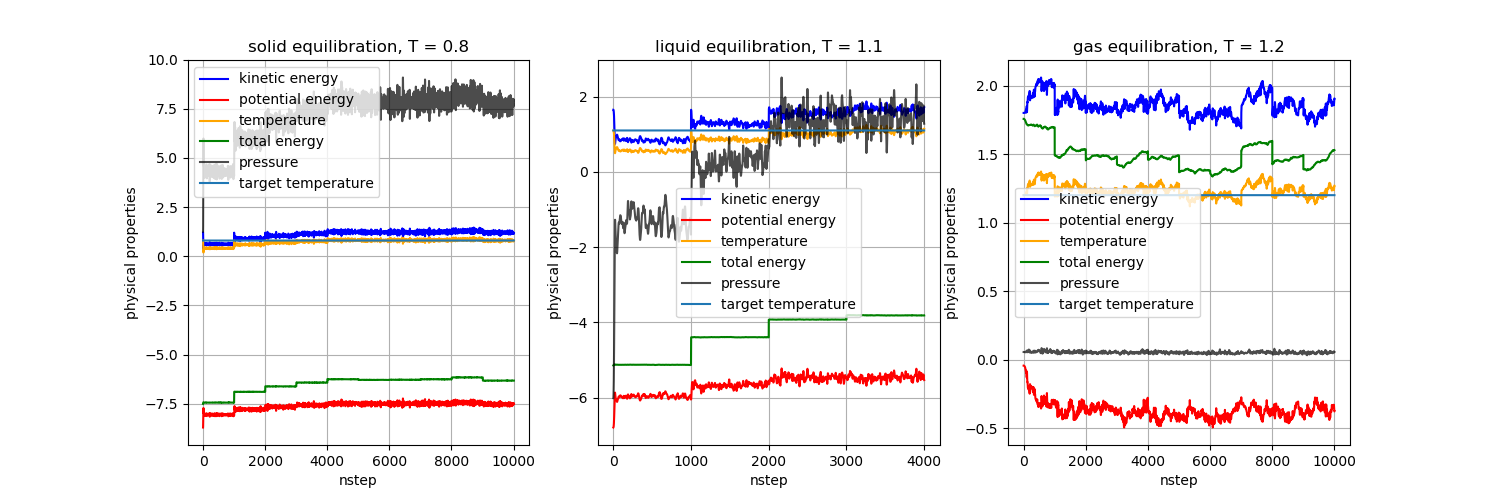 solid equilibration, T = 0.8
10.0
7.5
5.0
2.5
0.0
−2.5
−5.0
−7.5
physical properties
kinetic energy
potential energy
temperature
total energy
pressure
target temperature
0 2000 4000 6000 8000 10000
nstep
liquid equilibration, T = 1.1
2
0
−2
−4
−6
physical properties
kinetic energy
potential energy
temperature
total energy
pressure
target temperature
0 1000 2000 3000 4000
nstep
gas equilibration, T = 1.2
2.0
1.5
1.0
0.5
0.0
−0.5
physical properties
kinetic energy
potential energy
temperature
total energy
pressure
target temperature
0 2000 4000 6000 8000 10000
nstep